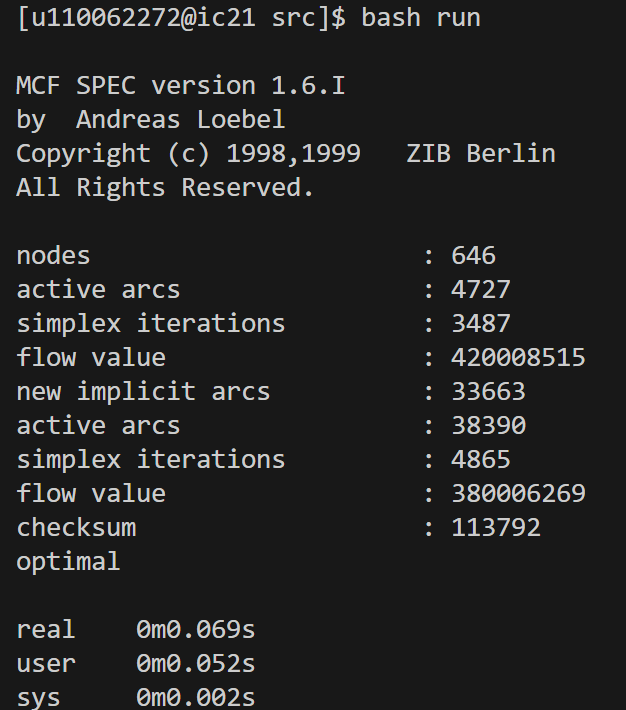 [u110062272@ic21 src]$ bash run
MCF SPEC version 1.6.I
by  Andreas Loebel
Copyright (c) 1998,1999   ZIB Berlin
All Rights Reserved.
nodes                      : 646
active arcs                : 4727
simplex iterations         : 3487
flow value                 : 420008515
new implicit arcs          : 33663
active arcs                : 38390
simplex iterations         : 4865
flow value                 : 380006269
checksum                   : 113792
optimal
real    0m0.069s
user    0m0.052s
sys     0m0.002s